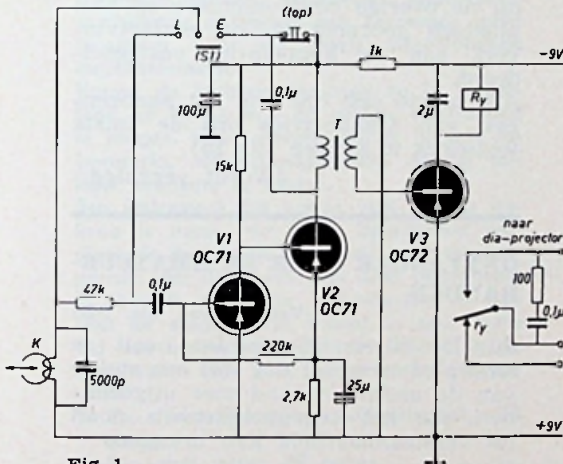 (top)
L E
(S1)
1k
-9V
100µ
0,1µ
2µ
Ry
15k
T
V1
OC71
V2
OC71
V3
OC72
naar
dia-projector
100
0,1µ
ry
47k
0,1µ
220k
K
5000p
2,7k
25µ
+9V
Fig. 1